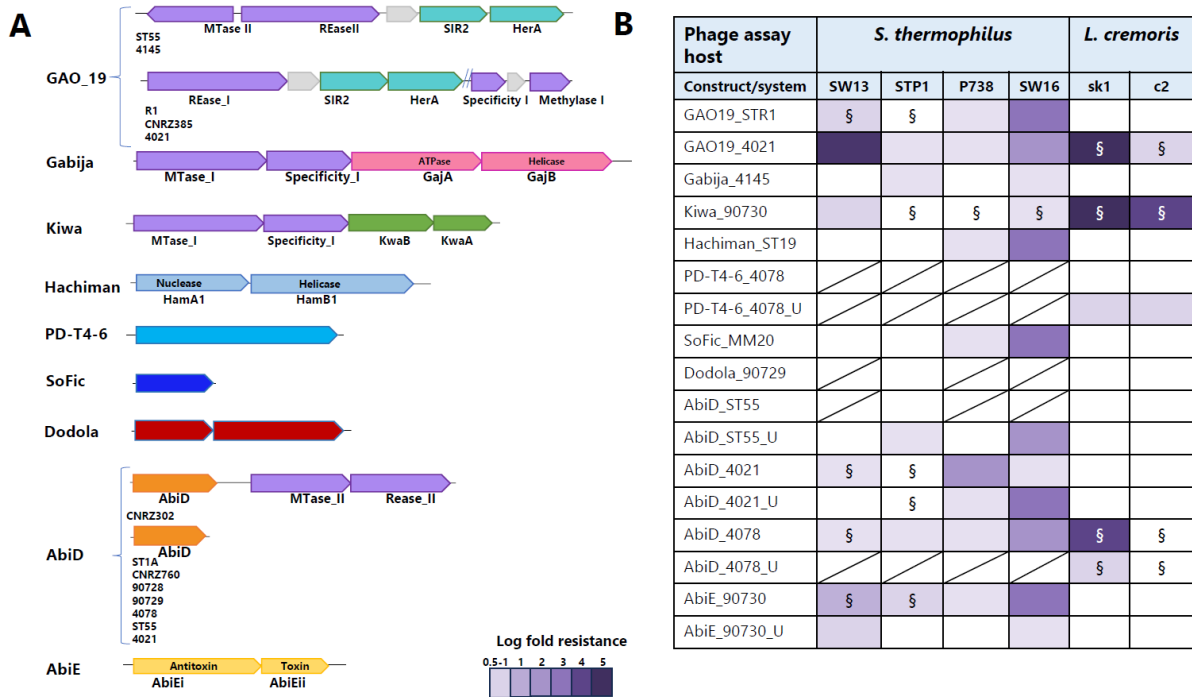 A
MTase II REaseII SIR2 HerA
ST55
4145
GAO_19
REase_I SIR2 HerA Specificity I Methylase I
R1
CNRZ385
4021
Gabija
ATPase Helicase
MTase_I Specificity_I GajA GajB
Kiwa
MTase_I Specificity_I KwaB KwaA
Hachiman
Nuclease Helicase
HamA1 HamB1
PD-T4-6
SoFic
Dodola
AbiD MTase_II Rease_II
CNRZ302
AbiD
AbiD
ST1A
CNRZ760
90728
90729
4078
ST55
4021
AbiE
Antitoxin Toxin
AbiEi AbiEii
Log fold resistance
0.5-1 1 2 3 4 5
B
Phage assay host S. thermophilus L. cremoris
Construct/system SW13 STP1 P738 SW16 sk1 c2
GAO19_STR1 § §
GAO19_4021 § §
Gabija_4145
Kiwa_90730 § § § § §
Hachiman_ST19
PD-T4-6_4078
PD-T4-6_4078_U
SoFic_MM20
Dodola_90729
AbiD_ST55
AbiD_ST55_U
AbiD_4021 § §
AbiD_4021_U §
AbiD_4078 § § §
AbiD_4078_U § §
AbiE_90730 § §
AbiE_90730_U